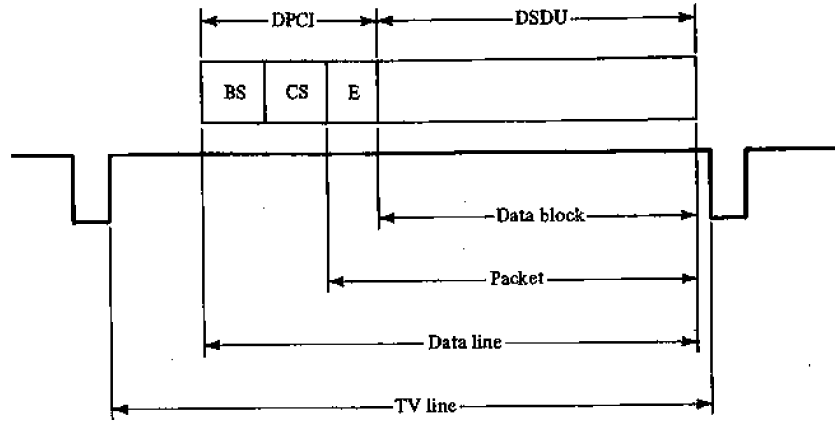 DPCI DSDU
BS CS E
Data block
Packet
Data line
TV line